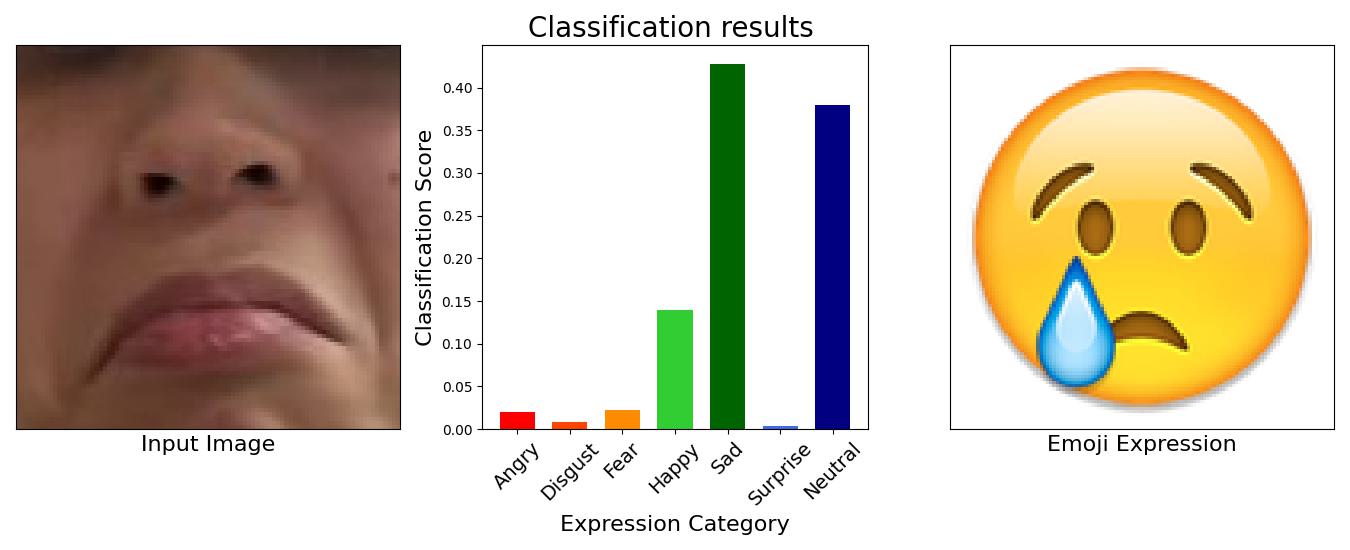 Classification results
Classification Score
0.40
0.35
0.30
0.25
0.20
0.15
0.10
0.05
0.00
Angry
Disgust
Fear
Happy
Sad
Surprise
Neutral
Expression Category
Input Image
Emoji Expression